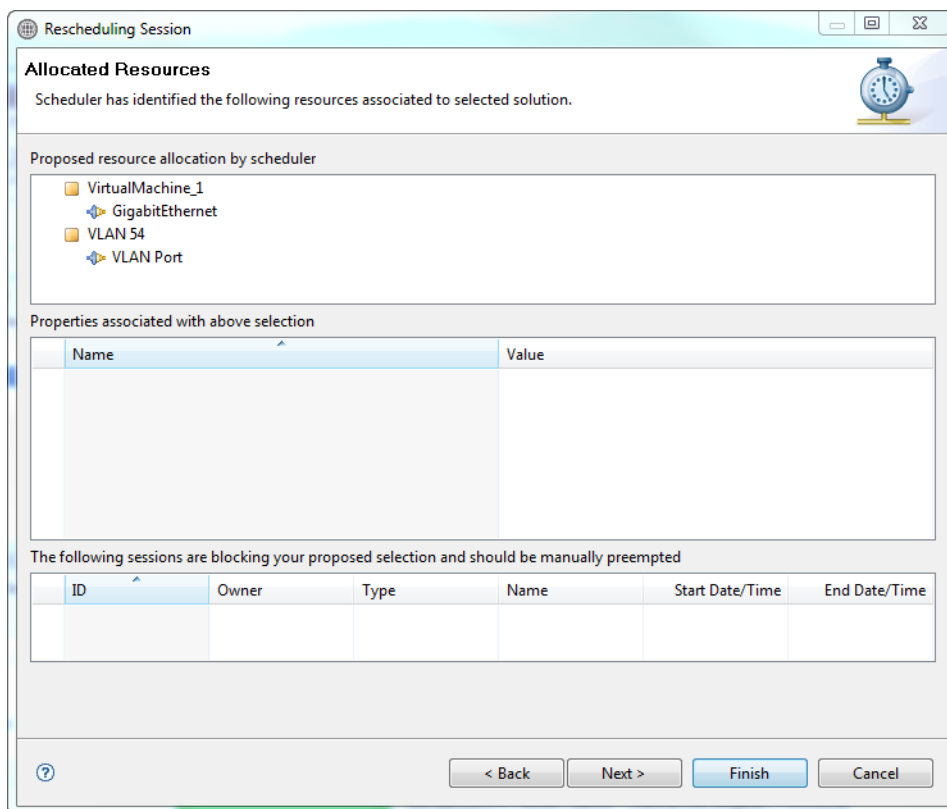 Rescheduling Session
Allocated Resources
Scheduler has identified the following resources associated to selected solution.
Proposed resource allocation by scheduler
VirtualMachine_1
GigabitEthernet
VLAN 54
VLAN Port
Properties associated with above selection
Name Value
The following sessions are blocking your proposed selection and should be manually preempted
ID Owner Type Name Start Date/Time End Date/Time
? < Back Next > Finish Cancel